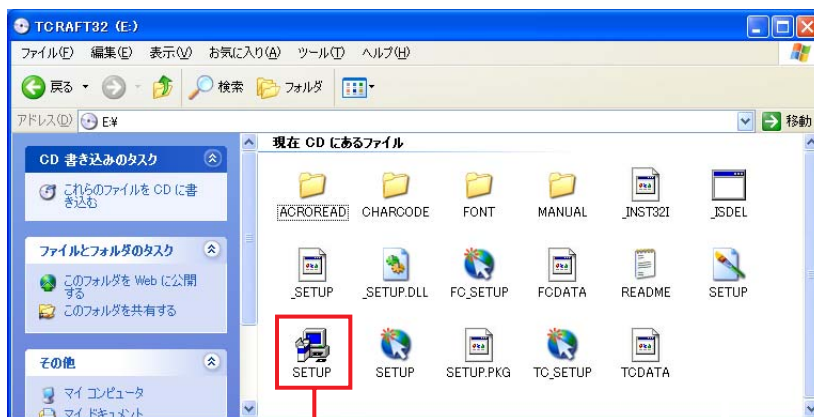 TCRAFT32 (E:)
ファイル(F) 編集(E) 表示(V) お気に入り(A) ツール(T) ヘルプ(H)
戻る 検索 フォルダ
アドレス(D) E:¥ 移動
CD 書き込みのタスク
これらのファイルを CD に書
き込む
ファイルとフォルダのタスク
このフォルダを Web に公開
する
このフォルダを共有する
その他
マイ コンピュータ
マイ ドキュメント
現在 CD にあるファイル
ACROREAD CHARCODE FONT MANUAL _INST32I _ISDEL
_SETUP _SETUP.DLL FC_SETUP FCDATA README SETUP
SETUP SETUP SETUP.PKG TC_SETUP TCDATA